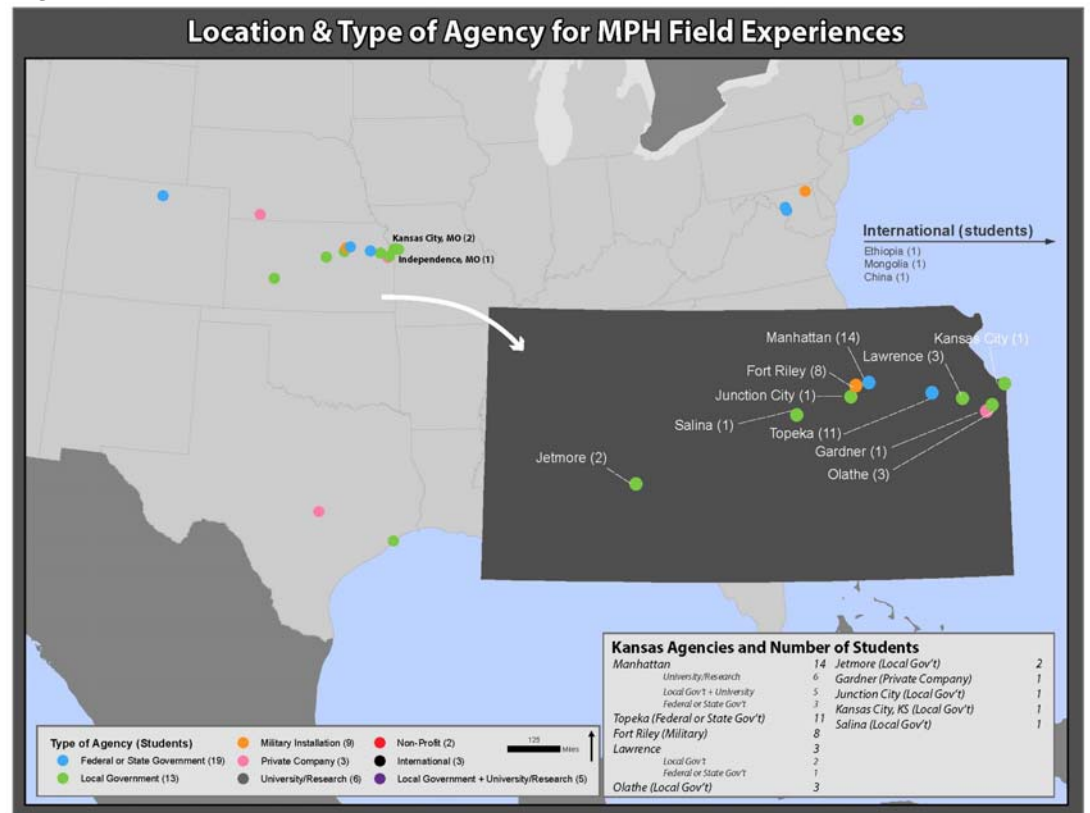 Location & Type of Agency for MPH Field Experiences
Kansas City, MO (2)
Independence, MO (1)
International (students)
Ethiopia (1)
Mongolia (1)
China (1)
Manhattan (14)
Kansas City (1)
Lawrence (3)
Fort Riley (8)
Junction City (1)
Salina (1)
Topeka (11)
Gardner (1)
Jetmore (2)
Olathe (3)
Kansas Agencies and Number of Students
Manhattan 14
University/Research 6
Local Gov't + University 5
Federal or State Gov't 3
Topeka (Federal or State Gov't) 11
Fort Riley (Military) 8
Lawrence 3
Local Gov't 2
Federal or State Gov't 1
Olathe (Local Gov't) 3
Jetmore (Local Gov't) 2
Gardner (Private Company) 1
Junction City (Local Gov't) 1
Kansas City, KS (Local Gov't) 1
Salina (Local Gov't) 1
Type of Agency (Students)
Federal or State Government (19)
Local Government (13)
Military Installation (9)
Private Company (3)
University/Research (6)
Non-Profit (2)
International (3)
Local Government + University/Research (5)
125
Miles